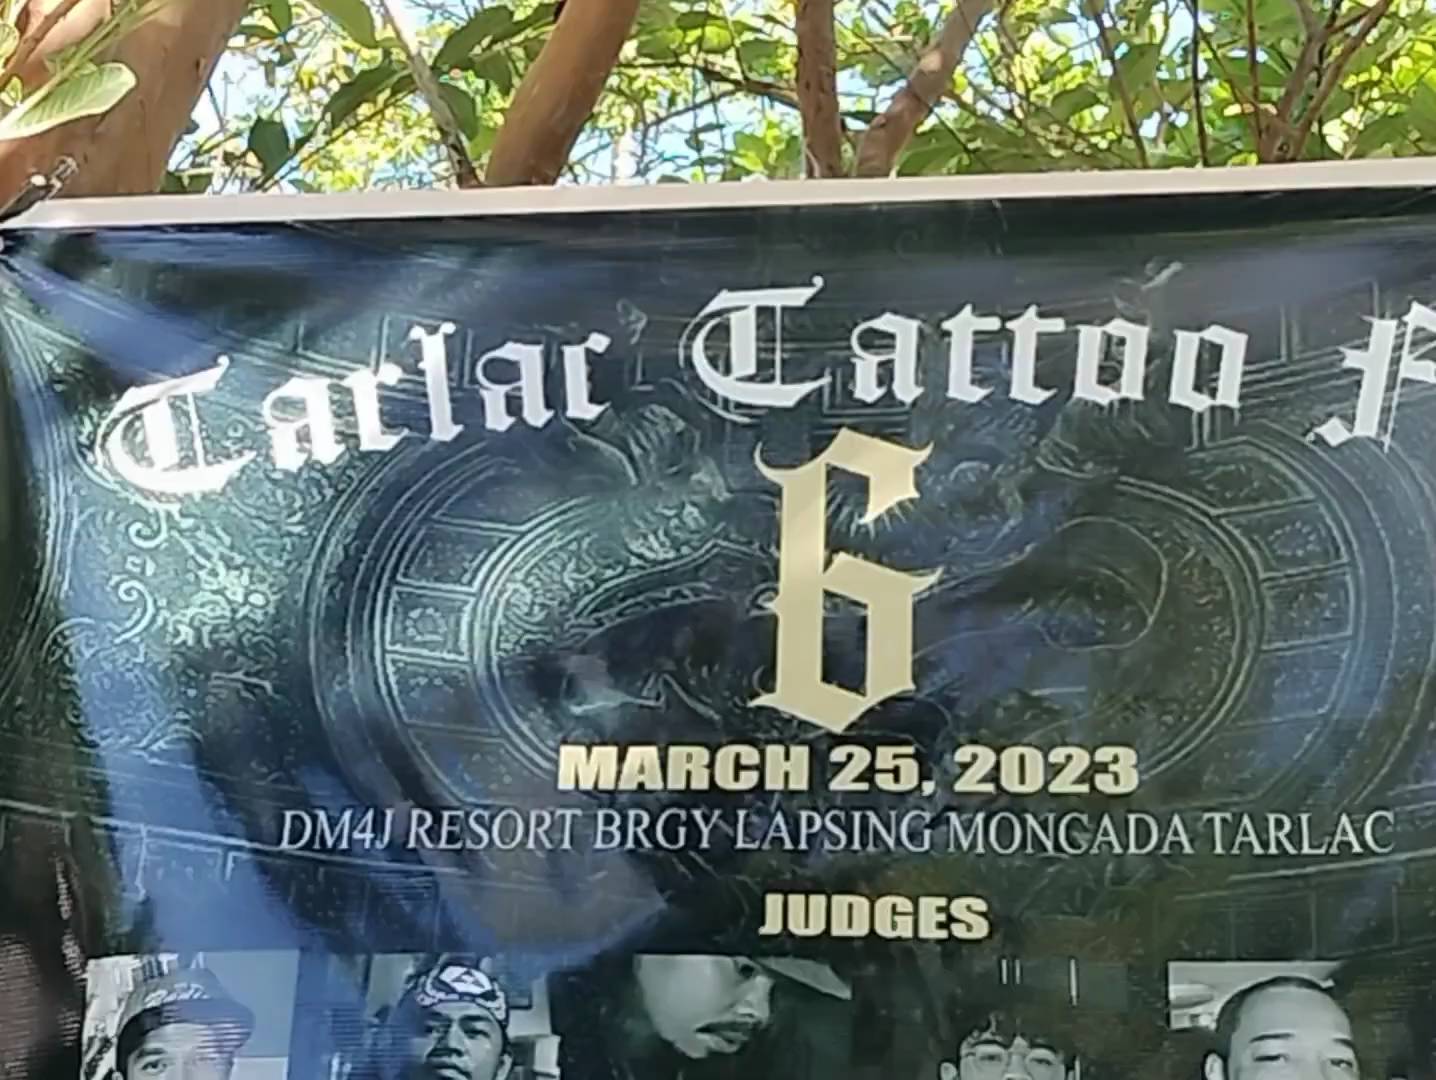 Tarlac Tattoo
6
MARCH 25, 2023
DM4J RESORT BRGY LAPSING MONCADA TARLAC
JUDGES